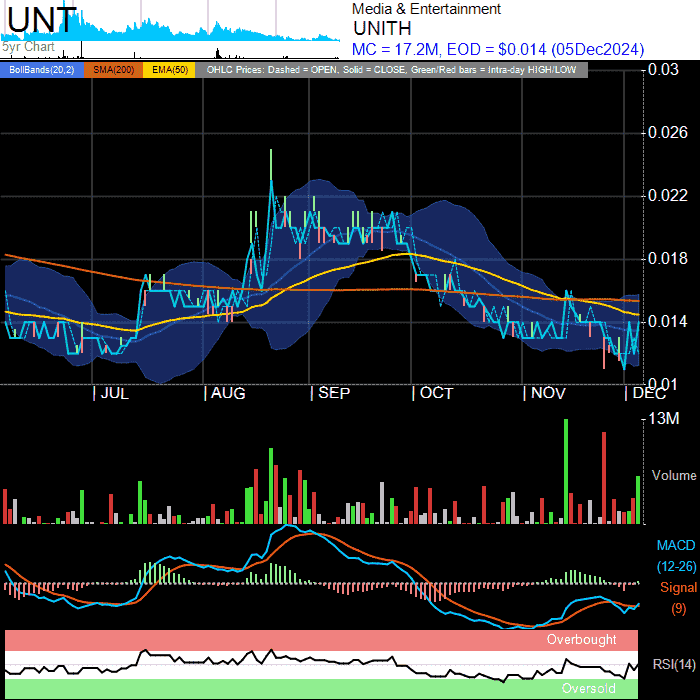 UNT
5yr Chart
Media & Entertainment
UNITH
MC = 17.2M, EOD = $0.014 (05Dec2024)
BollBands(20,2) SMA(200) EMA(50) OHLC Prices: Dashed = OPEN, Solid = CLOSE, Green/Red bars = Intra-day HIGH/LOW
0.03
0.026
0.022
0.018
0.014
0.01
JUL AUG SEP OCT NOV DEC
13M
Volume
MACD
(12-26)
Signal
(9)
Overbought
RSI(14)
Oversold